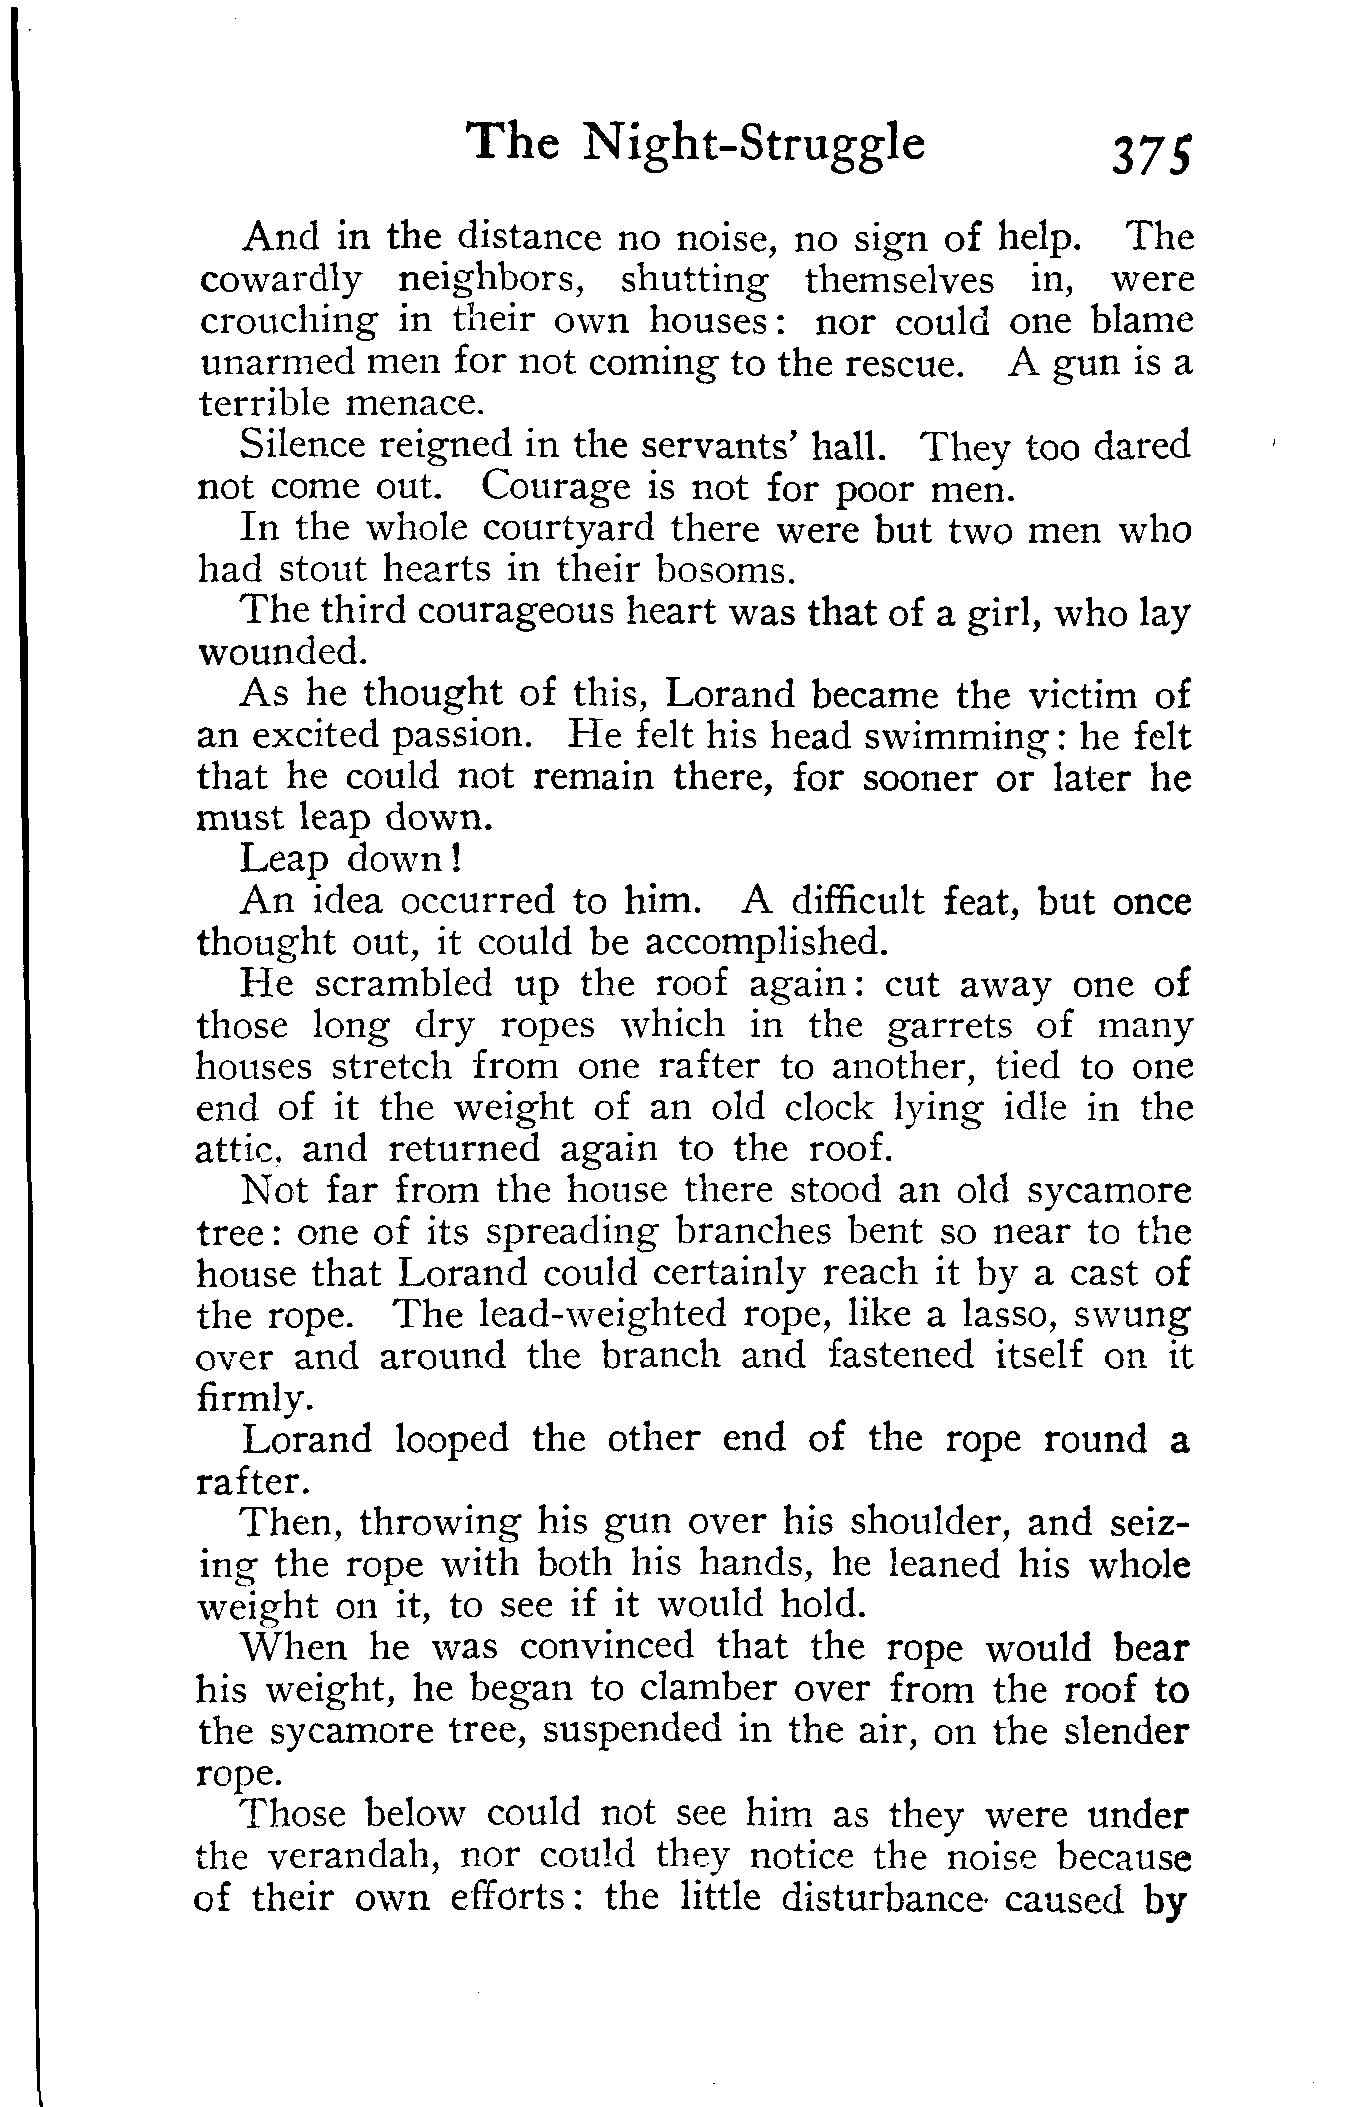 The Night-Struggle 375
And in the distance no noise, no sign of help. The
cowardly neighbors, shutting themselves in, were
crouching in their own houses: nor could one blame
unarmed men for not coming to the rescue. A gun is a
terrible menace.
Silence reigned in the servants' hall. They too dared
not come out. Courage is not for poor men.
In the whole courtyard there were but two men who
had stout hearts in their bosoms.
The third courageous heart was that of a girl, who lay
wounded.
As he thought of this, Lorand became the victim of
an excited passion. He felt his head swimming: he felt
that he could not remain there, for sooner or later he
must leap down.
Leap down!
An idea occurred to him. A difficult feat, but once
thought out, it could be accomplished.
He scrambled up the roof again: cut away one of
those long dry ropes which in the garrets of many
houses stretch from one rafter to another, tied to one
end of it the weight of an old clock lying idle in the
attic, and returned again to the roof.
Not far from the house there stood an old sycamore
tree: one of its spreading branches bent so near to the
house that Lorand could certainly reach it by a cast of
the rope. The lead-weighted rope, like a lasso, swung
over and around the branch and fastened itself on it
firmly.
Lorand looped the other end of the rope round a
rafter.
Then, throwing his gun over his shoulder, and seiz-
ing the rope with both his hands, he leaned his whole
weight on it, to see if it would hold.
When he was convinced that the rope would bear
his weight, he began to clamber over from the roof to
the sycamore tree, suspended in the air, on the slender
rope.
Those below could not see him as they were under
the verandah, nor could they notice the noise because
of their own efforts: the little disturbance caused by